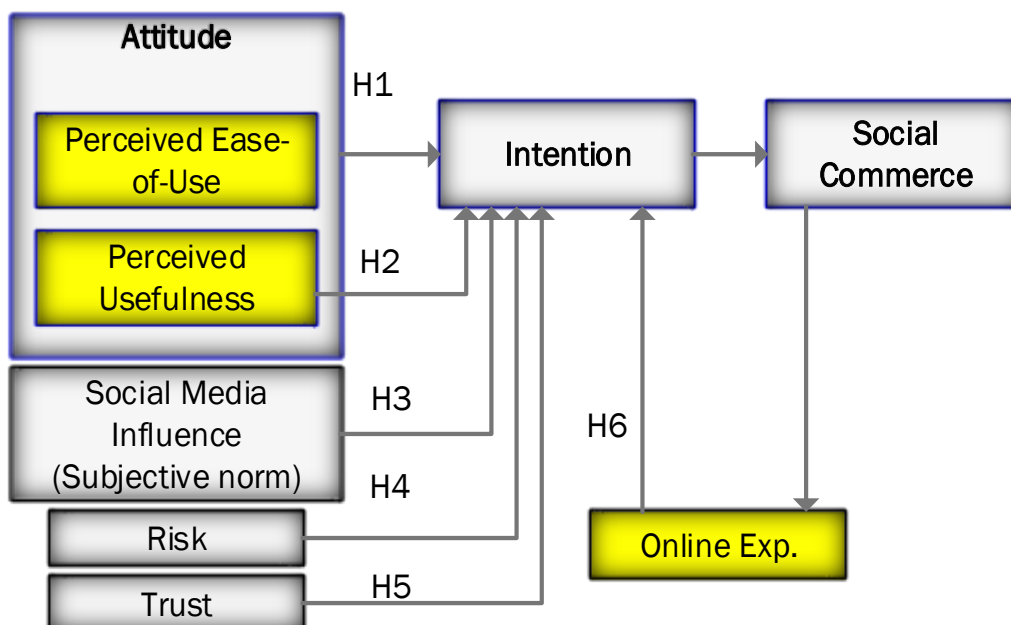 Attitude
H1
Perceived Ease-
of-Use
Intention
Social
Commerce
Perceived
Usefulness
H2
Social Media
Influence
(Subjective norm)
H3
H6
H4
Risk
Online Exp.
H5
Trust